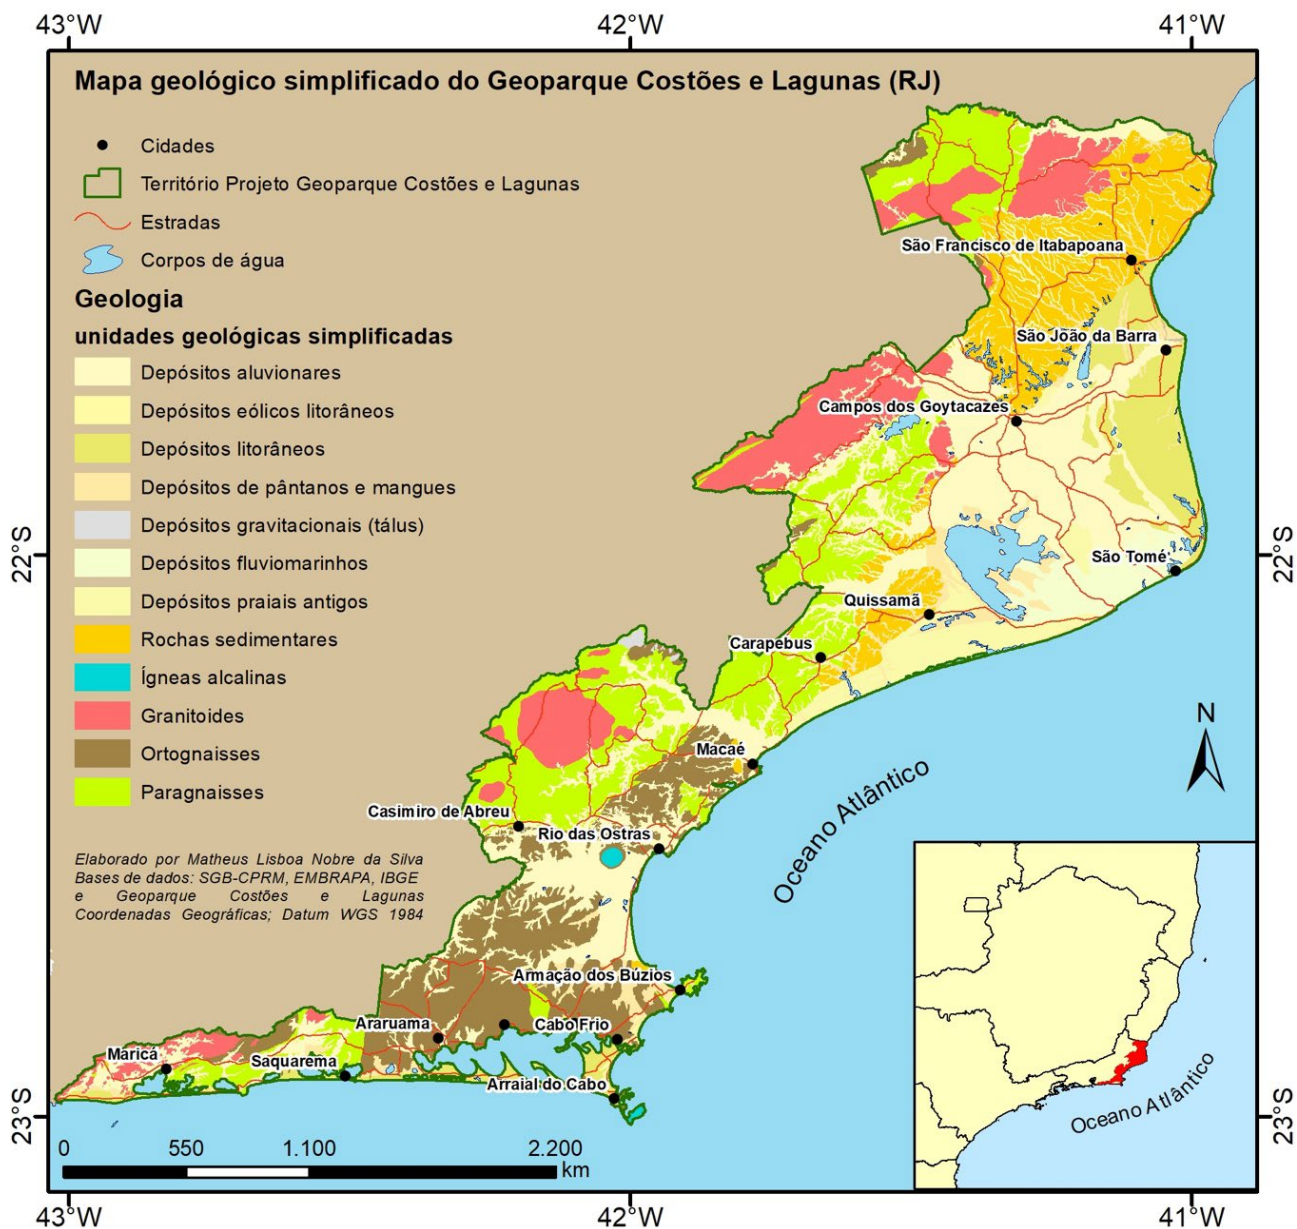 43°W
42°W
41°W
Mapa geológico simplificado do Geoparque Costões e Lagunas (RJ)
Cidades
Território Projeto Geoparque Costões e Lagunas
Estradas
Corpos de água
Geologia
unidades geológicas simplificadas
Depósitos aluvionares
Depósitos eólicos litorâneos
Depósitos litorâneos
Depósitos de pântanos e mangues
Depósitos gravitacionais (tálus)
Depósitos fluviomarinhos
Depósitos praiais antigos
Rochas sedimentares
Ígneas alcalinas
Granitoides
Ortognaisses
Paragnaisses
Elaborado por Matheus Lisboa Nobre da Silva
Bases de dados: SGB-CPRM, EMBRAPA, IBGE
e Geoparque Costões e Lagunas
Coordenadas Geográficas; Datum WGS 1984
São Francisco de Itabapoana
São João da Barra
Campos dos Goytacazes
22°S
22°S
São Tomé
Quissamã
Carapebus
Macaé
N
Oceano Atlântico
Casimiro de Abreu
Rio das Ostras
Armação dos Búzios
Araruama
Cabo Frio
Maricá
Saquarema
Arraial do Cabo
Oceano Atlântico
23°S
23°S
0 550 1.100 2.200
km
43°W
42°W
41°W